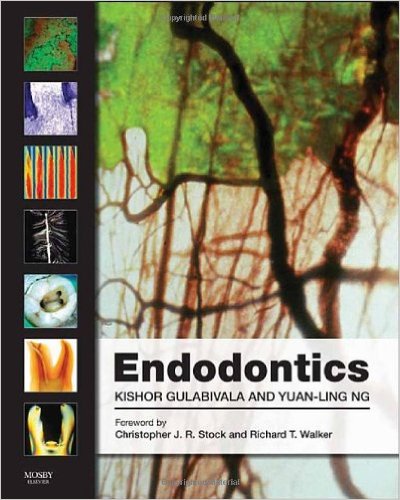 Endodontics
KISHOR GULABIVALA AND YUAN-LING NG
Foreword by
Christopher J. R. Stock and Richard T. Walker
MOSBY
ELSEVIER